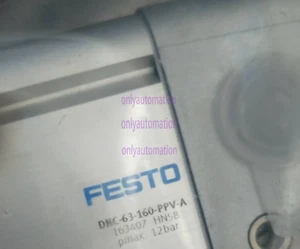 onlyautomation
onlyautomation
onlyautomation
FESTO
DNC-63-160-PPV-A
163407 HN58
pmax 12bar